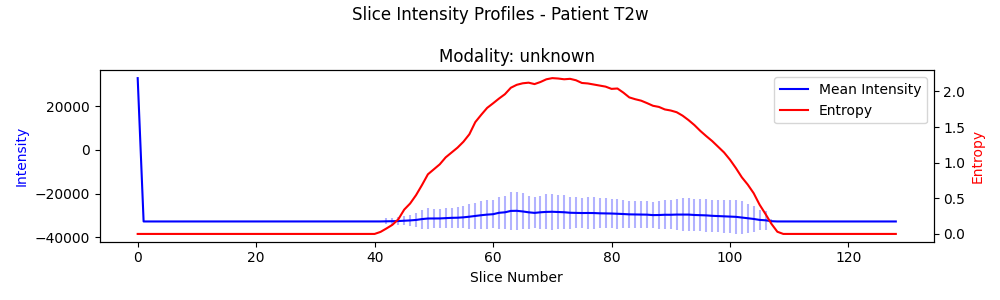 Slice Intensity Profiles - Patient T2w
Modality: unknown
Mean Intensity
Entropy
Intensity
20000
0
−20000
−40000
Entropy
2.0
1.5
1.0
0.5
0.0
0 20 40 60 80 100 120
Slice Number